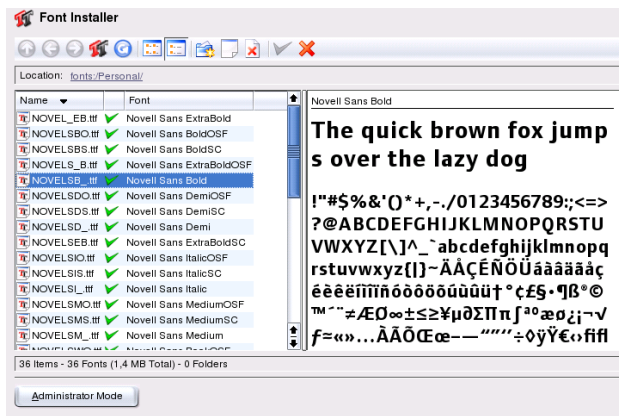 Font Installer
Location: fonts:/Personal/
Name Font
NOVEL_EB.ttf Novell Sans ExtraBold
NOVELSBO.ttf Novell Sans BoldOSF
NOVELSBS.ttf Novell Sans BoldSC
NOVELS_B.ttf Novell Sans ExtraBoldOSF
NOVELSB_.ttf Novell Sans Bold
NOVELSDO.ttf Novell Sans DemiOSF
NOVELSDS.ttf Novell Sans DemiSC
NOVELSD_.ttf Novell Sans Demi
NOVELSEB.ttf Novell Sans ExtraBoldSC
NOVELSIO.ttf Novell Sans ItalicOSF
NOVELSIS.ttf Novell Sans ItalicSC
NOVELSI_.ttf Novell Sans Italic
NOVELSMO.ttf Novell Sans MediumOSF
NOVELSMS.ttf Novell Sans MediumSC
NOVELSM_.ttf Novell Sans Medium
Novell Sans Bold
The quick brown fox jump
s over the lazy dog
!"#$%&'()*+,-./0123456789:;<=>
?@ABCDEFGHIJKLMNOPQRSTU
VWXYZ[\]^_`abcdefghijklmnopq
rstuvwxyz{|}~ÄÅÇÉÑÖÜáàâäãåç
éèêëíìîïñóòôöõúùûü†°¢£§•¶ß®©
™´¨≠ÆØ∞±≤≥¥µ∂∑∏π∫ªºæø¿¡¬√
ƒ≈«»…ÀÃÕŒœ–—“”‘’÷◊ÿŸ€‹›ﬁﬂ
36 Items - 36 Fonts (1,4 MB Total) - 0 Folders
Administrator Mode